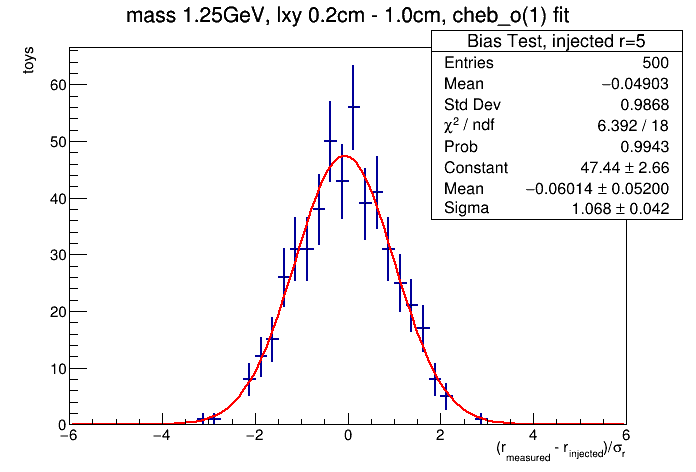 mass 1.25GeV, lxy 0.2cm - 1.0cm, cheb_o(1) fit
Bias Test, injected r=5
Entries 500
Mean −0.04903
Std Dev 0.9868
χ² / ndf 6.392 / 18
Prob 0.9943
Constant 47.44 ± 2.66
Mean −0.06014 ± 0.05200
Sigma 1.068 ± 0.042
toys
60
50
40
30
20
10
0
−6 −4 −2 0 2 4 6
(r_measured - r_injected)/σ_r